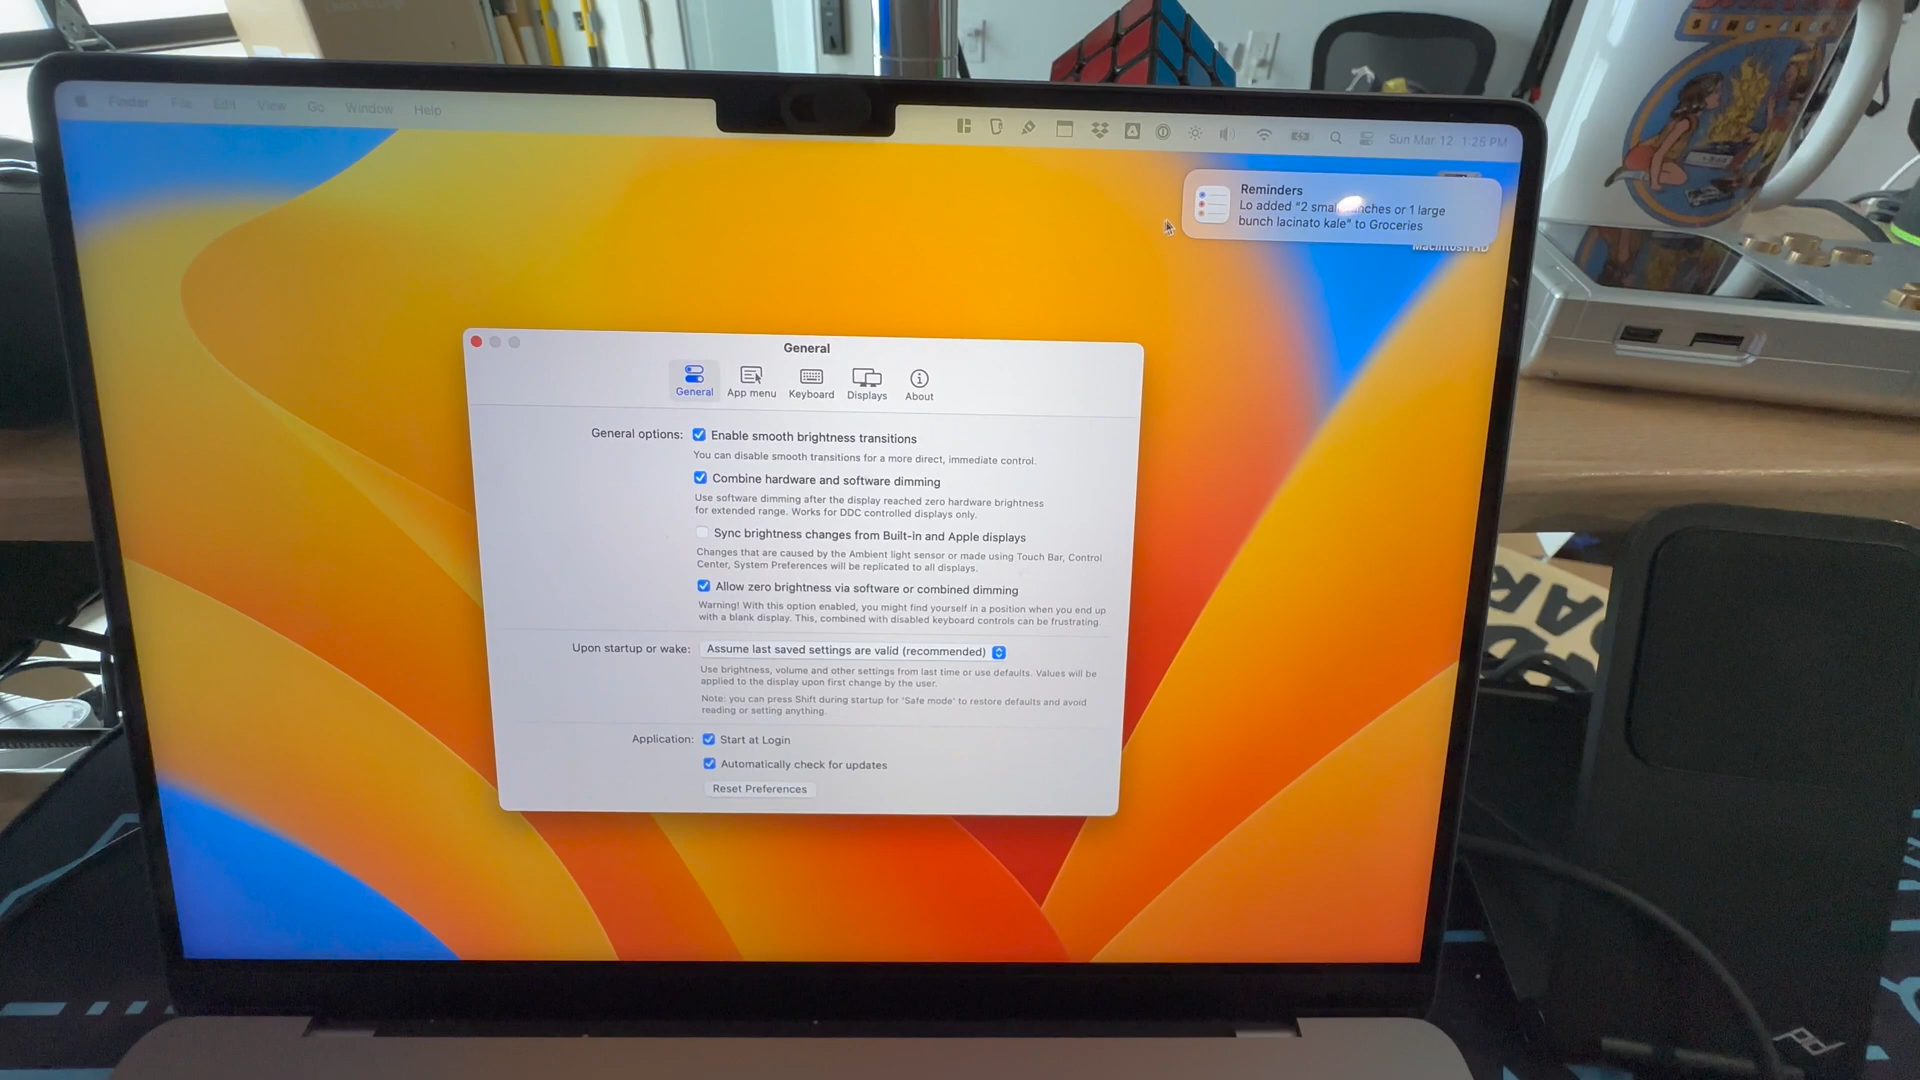 SING-ALO
Finder File Edit View Go Window Help
Sun Mar 12 1:25 PM
Reminders
Lo added "2 small bunches or 1 large
bunch lacinato kale" to Groceries
Macintosh HD
General
General App menu Keyboard Displays About
General options: Enable smooth brightness transitions
You can disable smooth transitions for a more direct, immediate control.
Combine hardware and software dimming
Use software dimming after the display reached zero hardware brightness
for extended range. Works for DDC controlled displays only.
Sync brightness changes from Built-in and Apple displays
Changes that are caused by the Ambient light sensor or made using Touch Bar, Control
Center, System Preferences will be replicated to all displays.
Allow zero brightness via software or combined dimming
Warning! With this option enabled, you might find yourself in a position when you end up
with a blank display. This, combined with disabled keyboard controls can be frustrating.
Upon startup or wake: Assume last saved settings are valid (recommended)
Use brightness, volume and other settings from last time or use defaults. Values will be
applied to the display upon first change by the user.
Note: you can press Shift during startup for 'Safe mode' to restore defaults and avoid
reading or setting anything.
Application: Start at Login
Automatically check for updates
Reset Preferences
pd